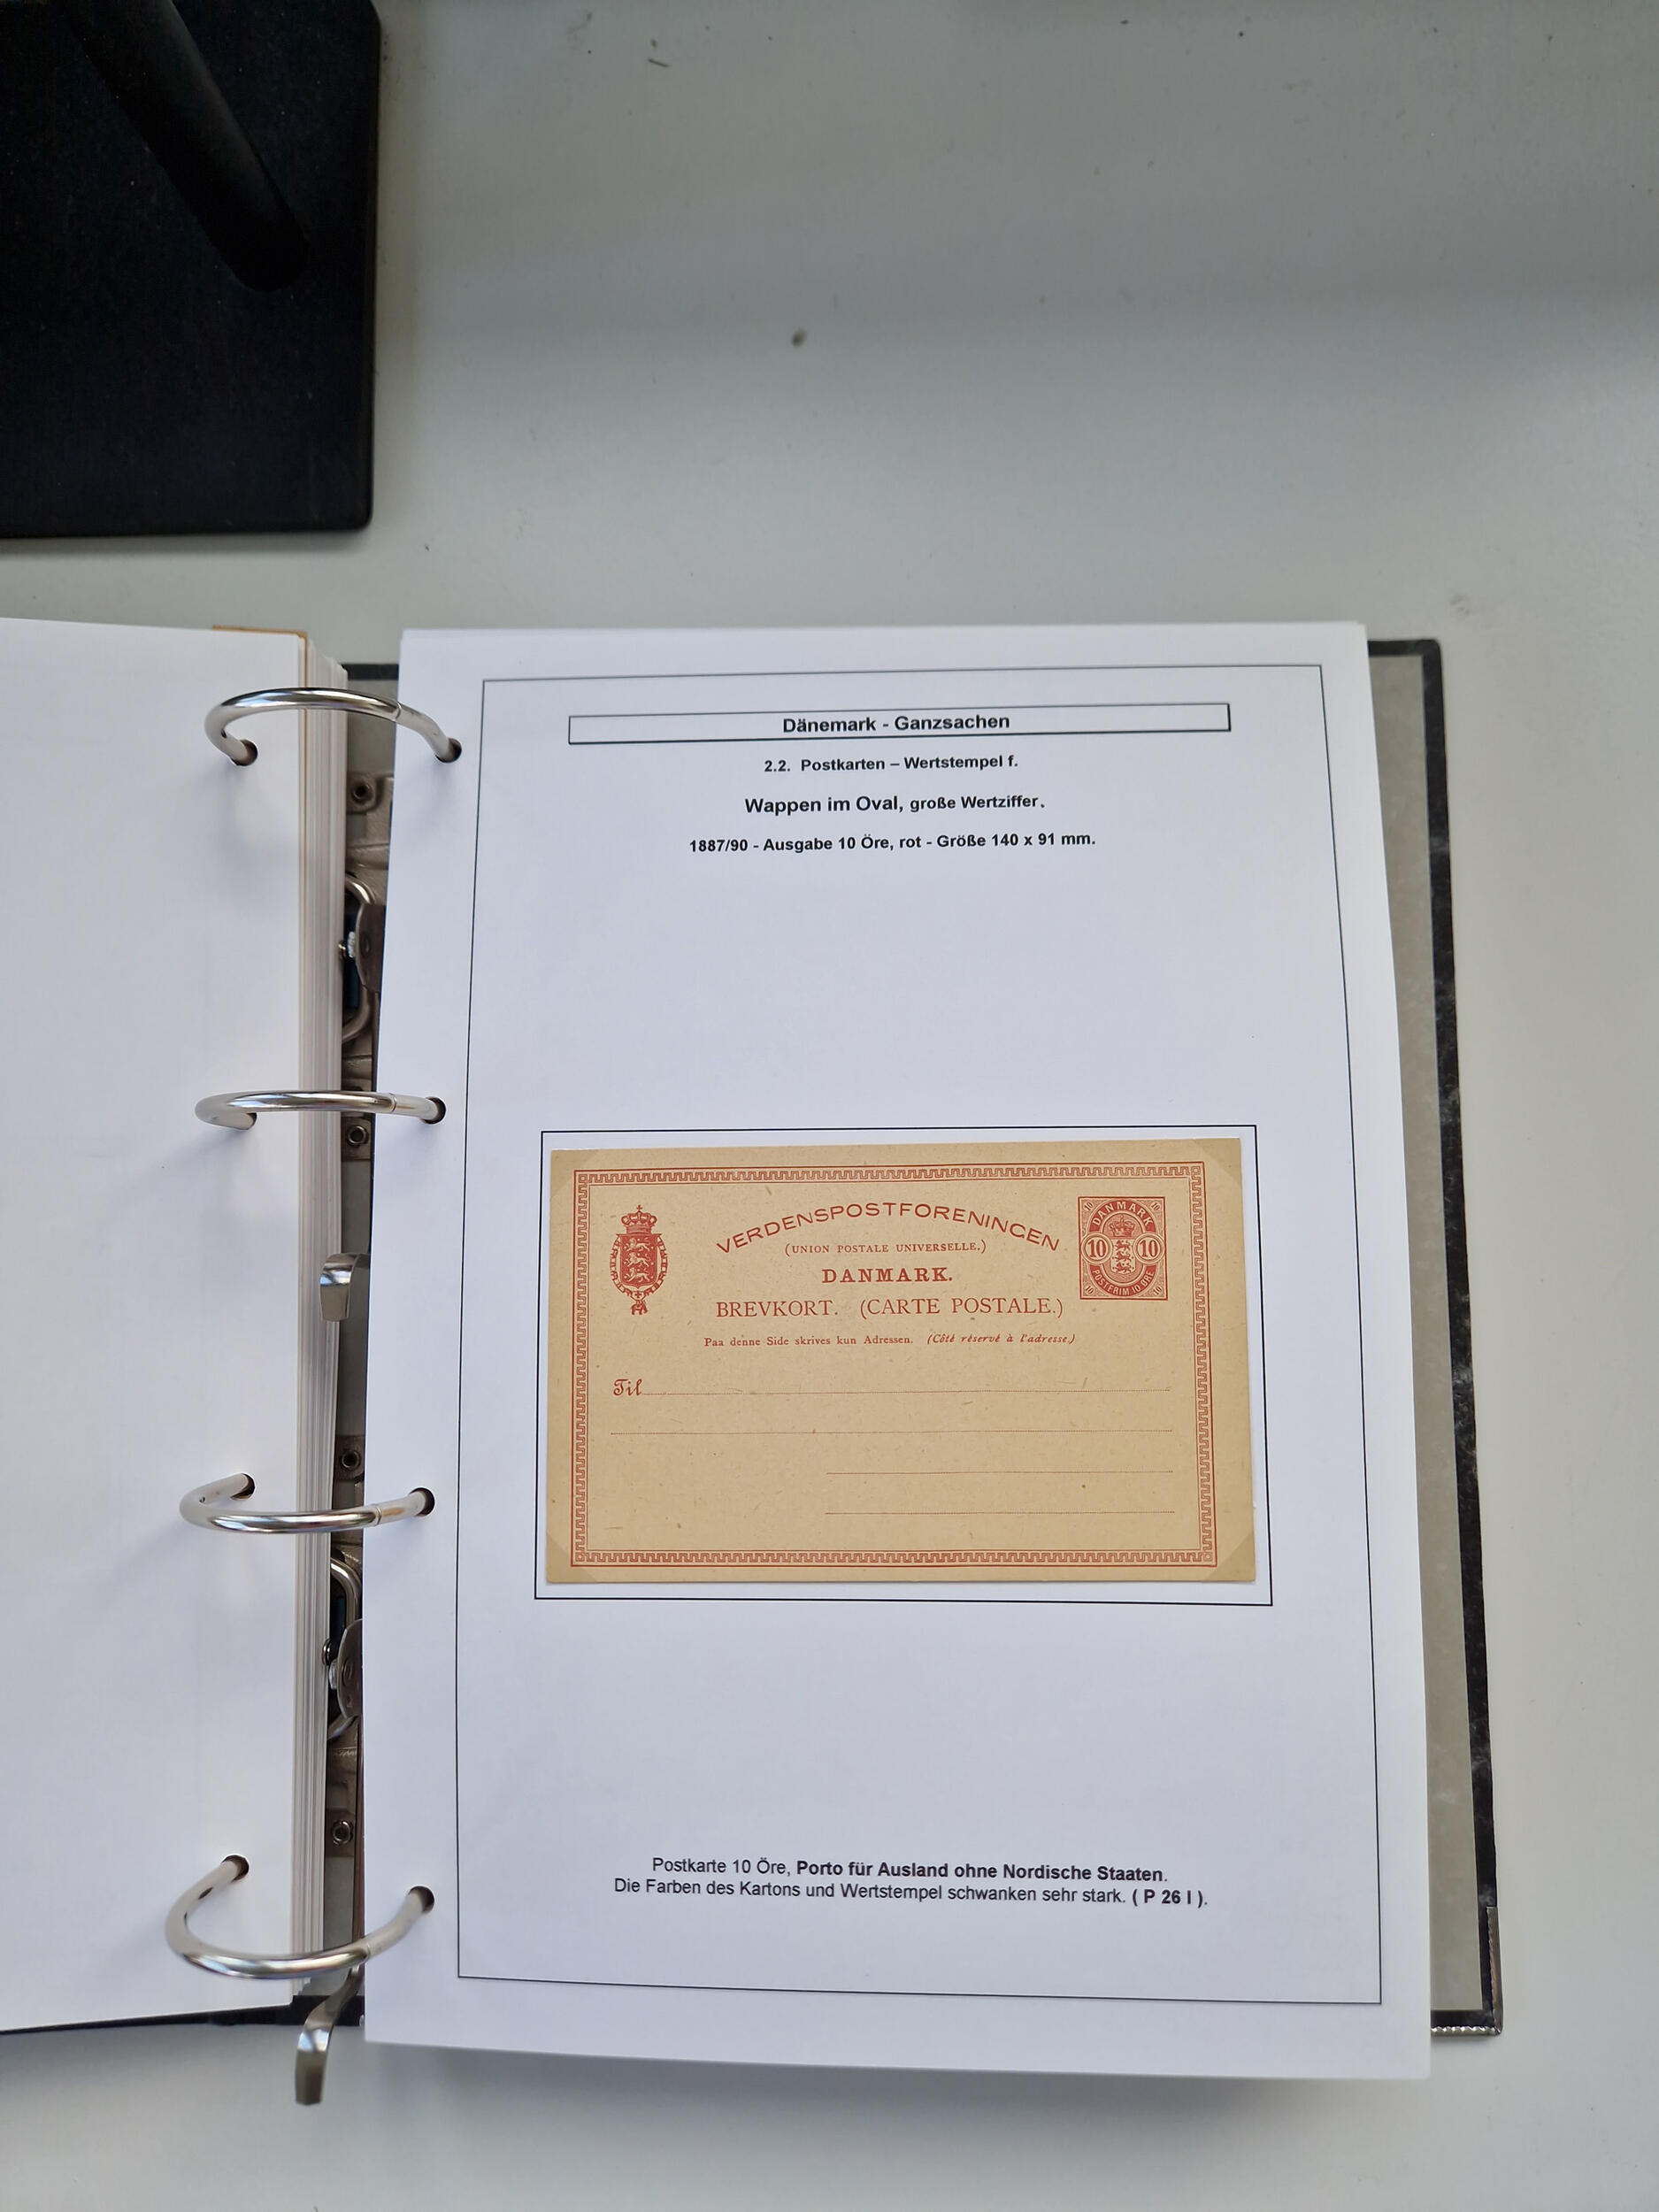 Dänemark - Ganzsachen
2.2. Postkarten – Wertstempel f.
Wappen im Oval, große Wertziffer.
1887/90 - Ausgabe 10 Öre, rot - Größe 140 x 91 mm.
VERDENSPOSTFORENINGEN
(UNION POSTALE UNIVERSELLE.)
DANMARK.
BREVKORT. (CARTE POSTALE.)
Paa denne Side skrives kun Adressen. (Côté réservé à l'adresse.)
Til
DANMARK
10 10
POSTFRIM. 10 ØRE
Postkarte 10 Öre, Porto für Ausland ohne Nordische Staaten.
Die Farben des Kartons und Wertstempel schwanken sehr stark. ( P 26 I ).